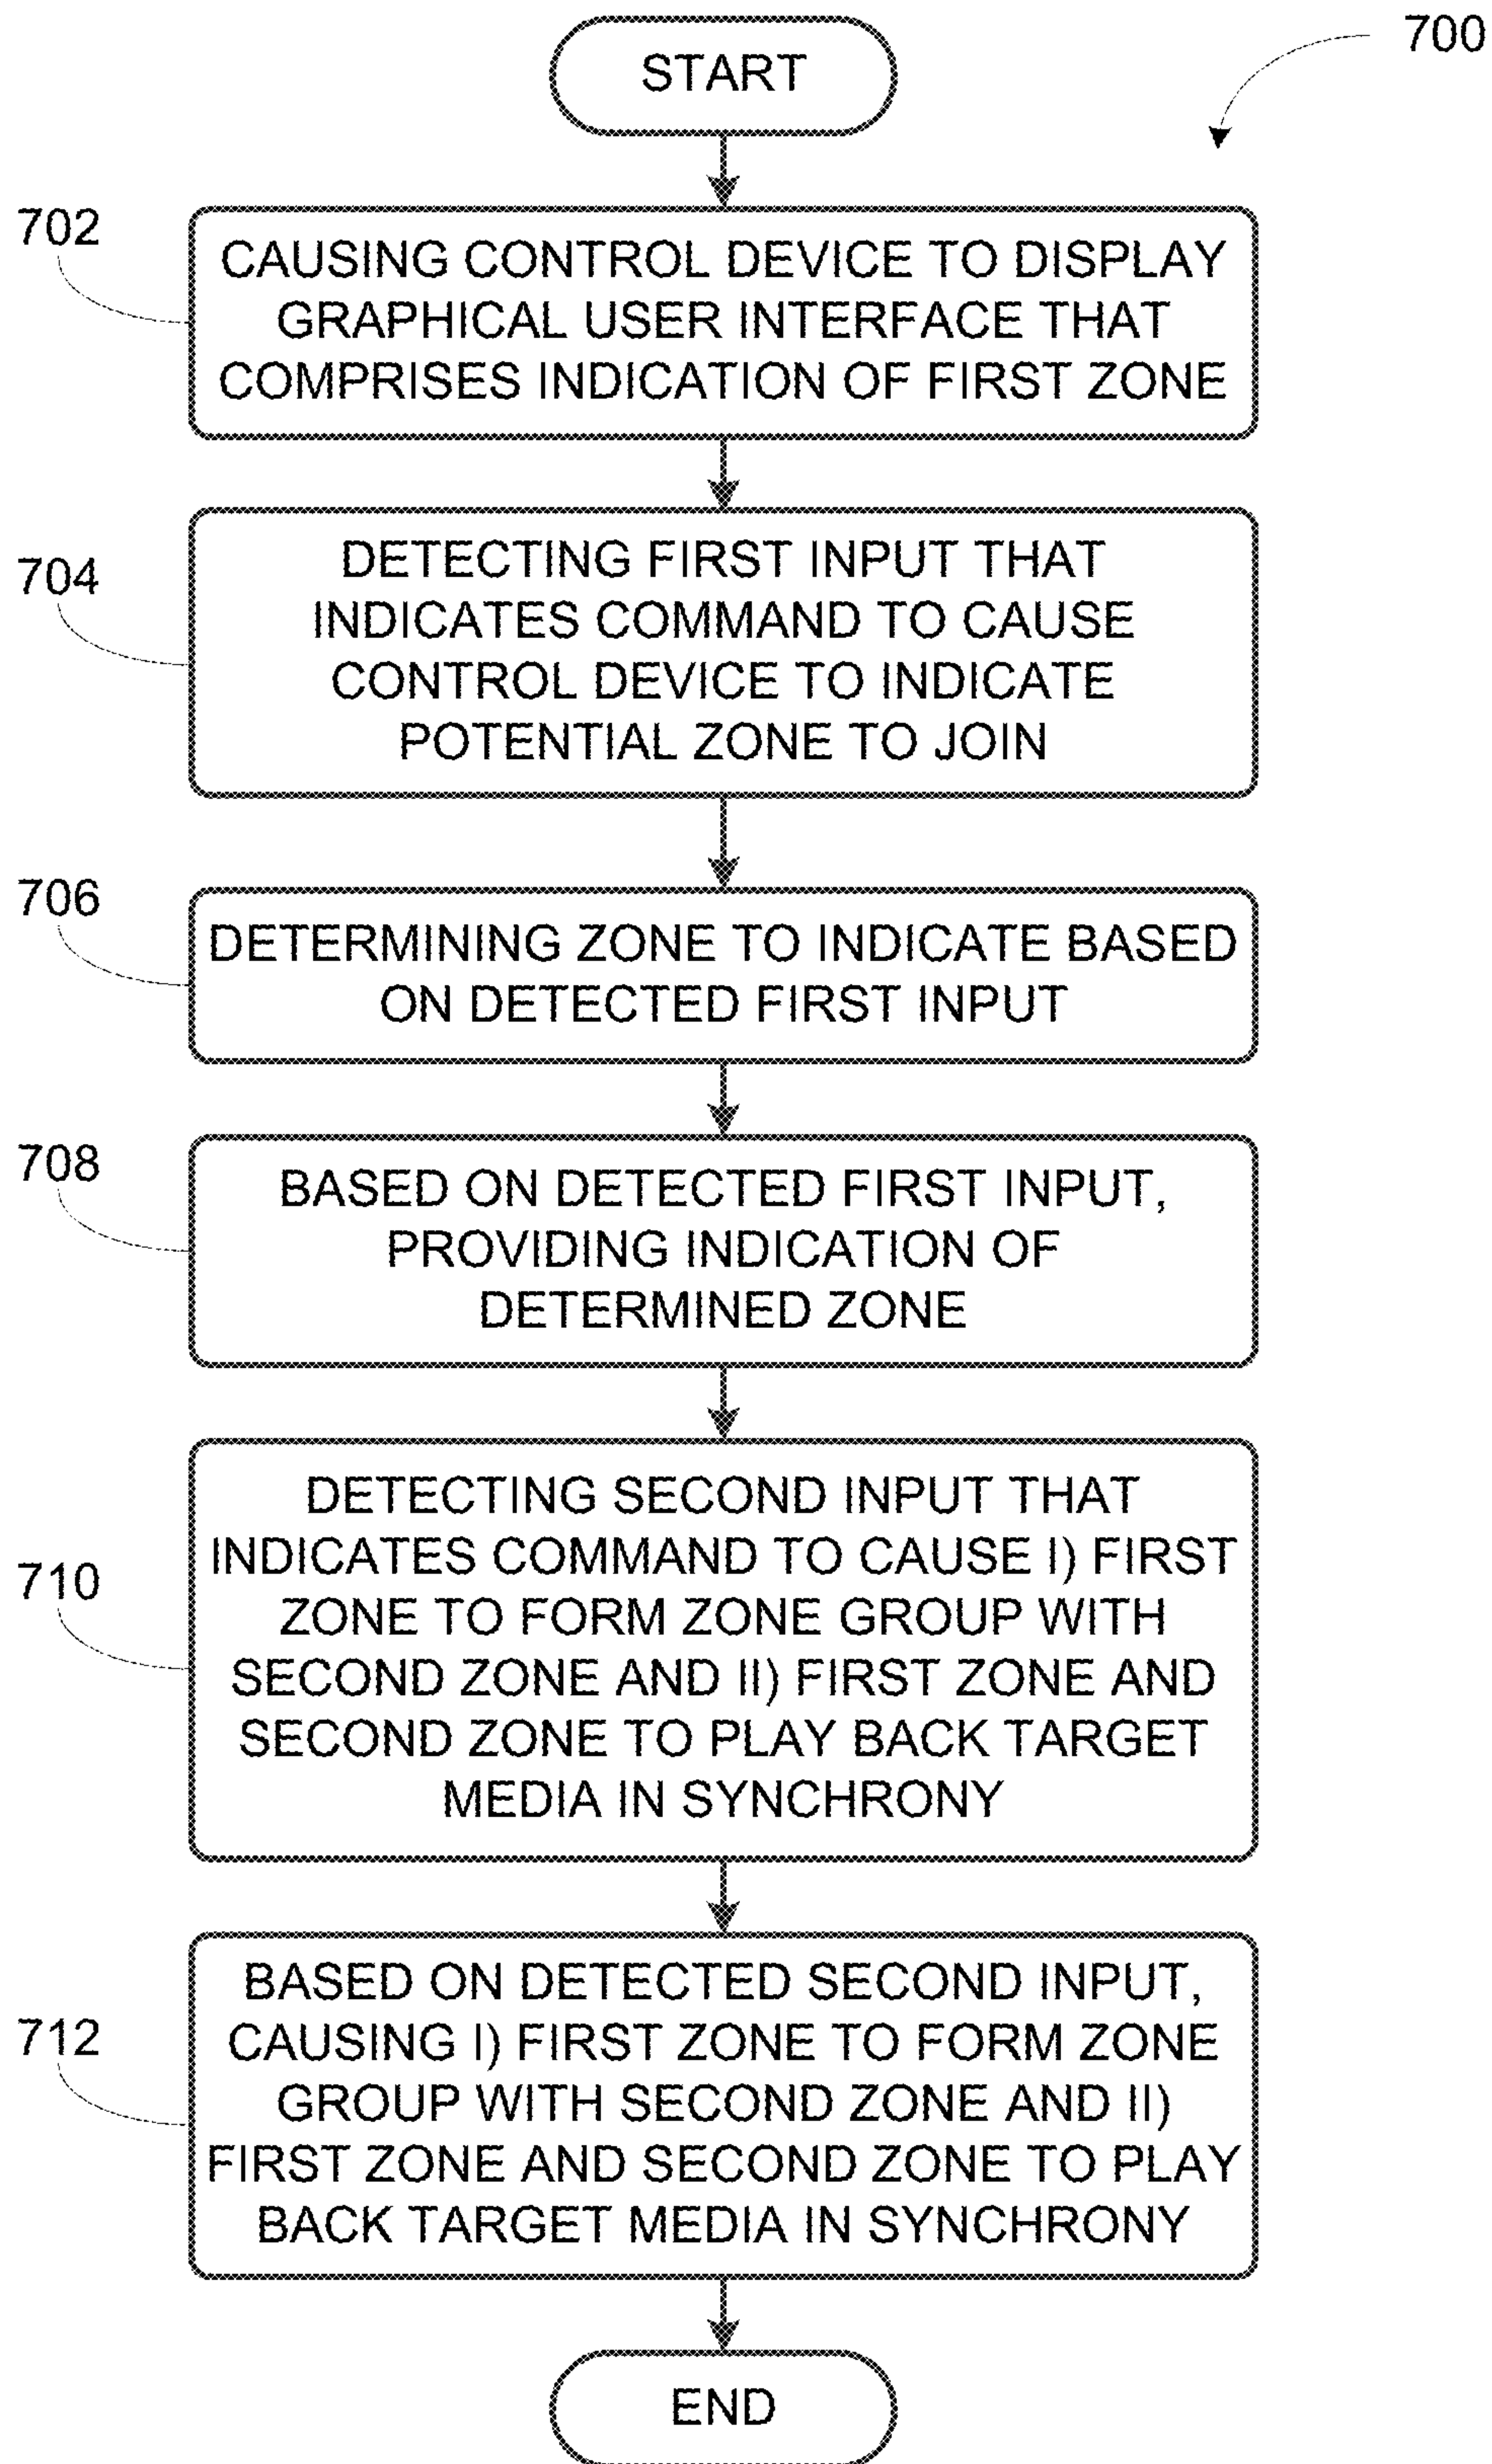 START
700
702
CAUSING CONTROL DEVICE TO DISPLAY
GRAPHICAL USER INTERFACE THAT
COMPRISES INDICATION OF FIRST ZONE
704
DETECTING FIRST INPUT THAT
INDICATES COMMAND TO CAUSE
CONTROL DEVICE TO INDICATE
POTENTIAL ZONE TO JOIN
706
DETERMINING ZONE TO INDICATE BASED
ON DETECTED FIRST INPUT
708
BASED ON DETECTED FIRST INPUT,
PROVIDING INDICATION OF
DETERMINED ZONE
710
DETECTING SECOND INPUT THAT
INDICATES COMMAND TO CAUSE I) FIRST
ZONE TO FORM ZONE GROUP WITH
SECOND ZONE AND II) FIRST ZONE AND
SECOND ZONE TO PLAY BACK TARGET
MEDIA IN SYNCHRONY
712
BASED ON DETECTED SECOND INPUT,
CAUSING I) FIRST ZONE TO FORM ZONE
GROUP WITH SECOND ZONE AND II)
FIRST ZONE AND SECOND ZONE TO PLAY
BACK TARGET MEDIA IN SYNCHRONY
END